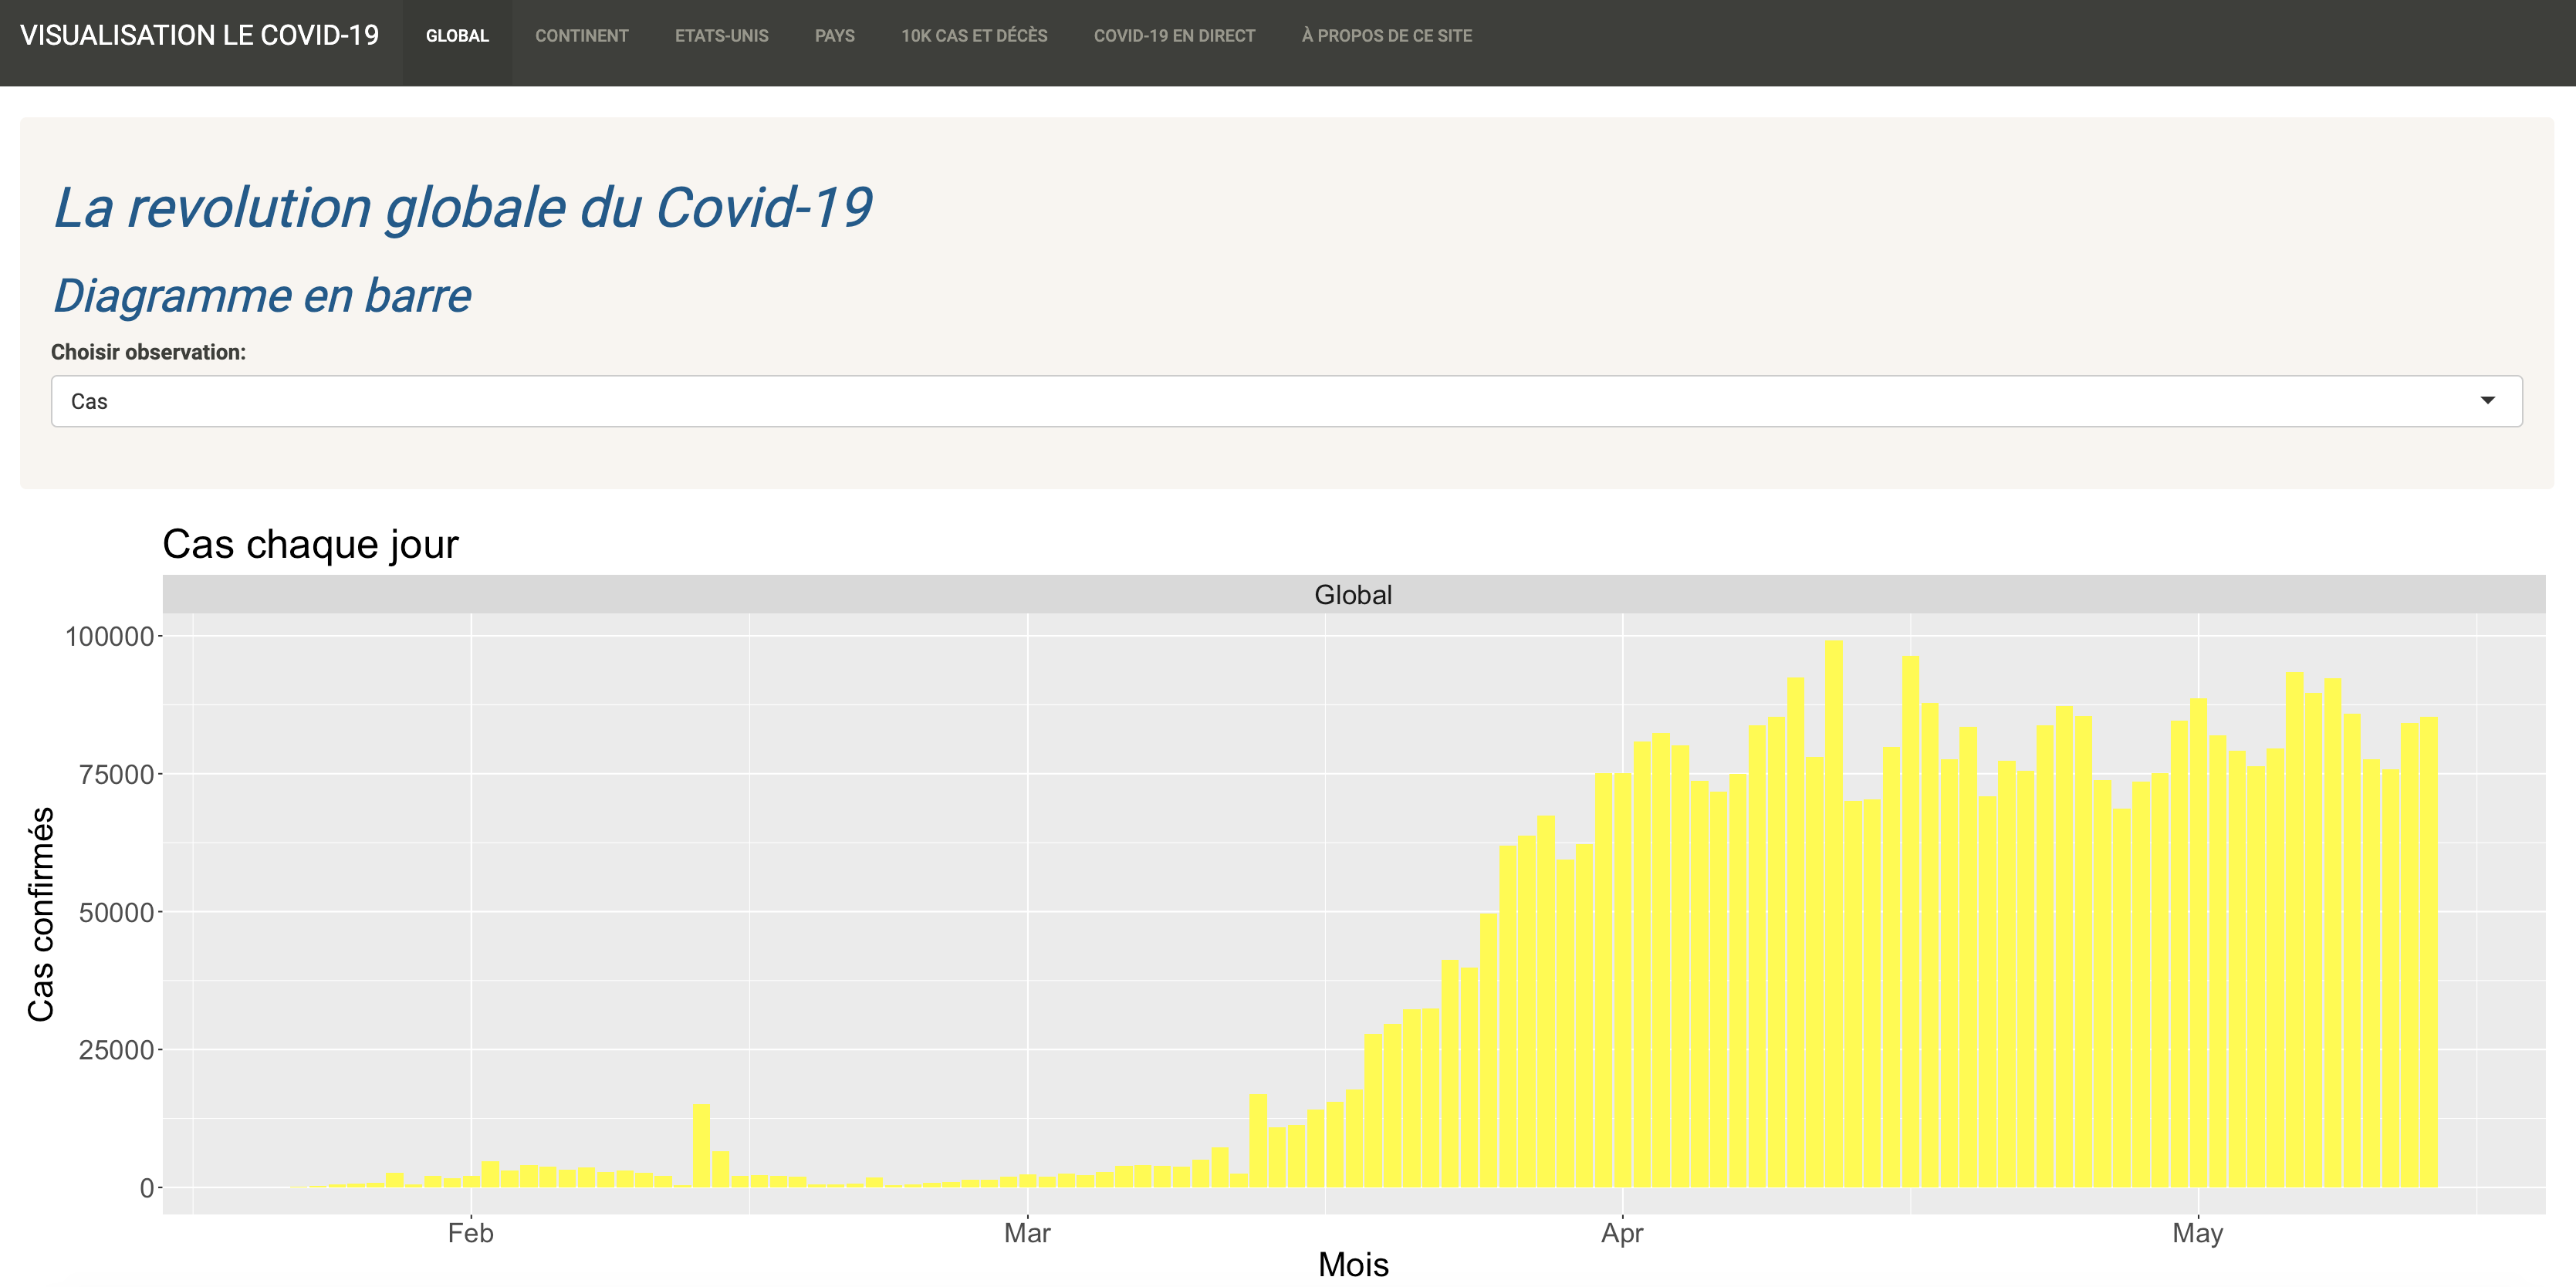 VISUALISATION LE COVID-19 GLOBAL CONTINENT ETATS-UNIS PAYS 10K CAS ET DÉCÈS COVID-19 EN DIRECT À PROPOS DE CE SITE
La revolution globale du Covid-19
Diagramme en barre
Choisir observation:
Cas
Cas chaque jour
Global
100000
75000
50000
25000
0
Cas confirmés
Feb Mar Apr May
Mois